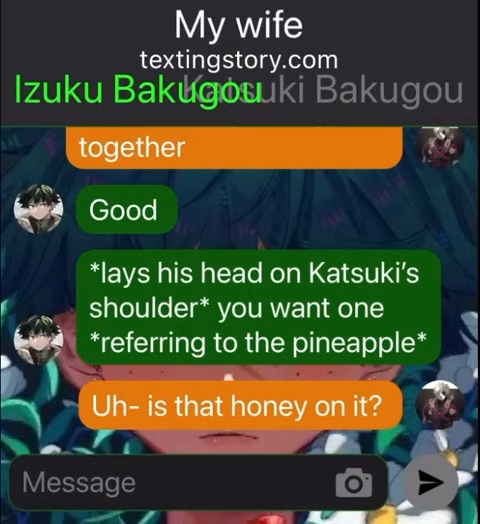 My wife
textingstory.com
Izuku Bakugou Katsuki Bakugou
together
Good
*lays his head on Katsuki's
shoulder* you want one
*referring to the pineapple*
Uh- is that honey on it?
Message